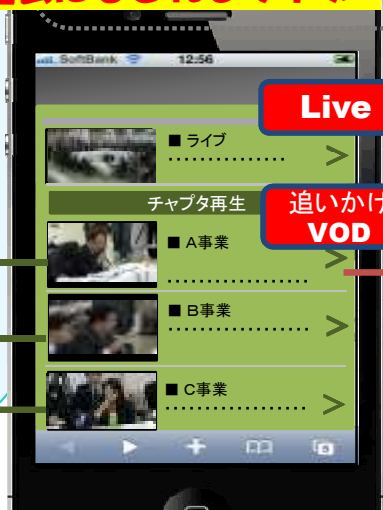 SoftBank 12:56
Live
■ ライブ
チャプタ再生
追いかけ
VOD
■ A事業
■ B事業
■ C事業